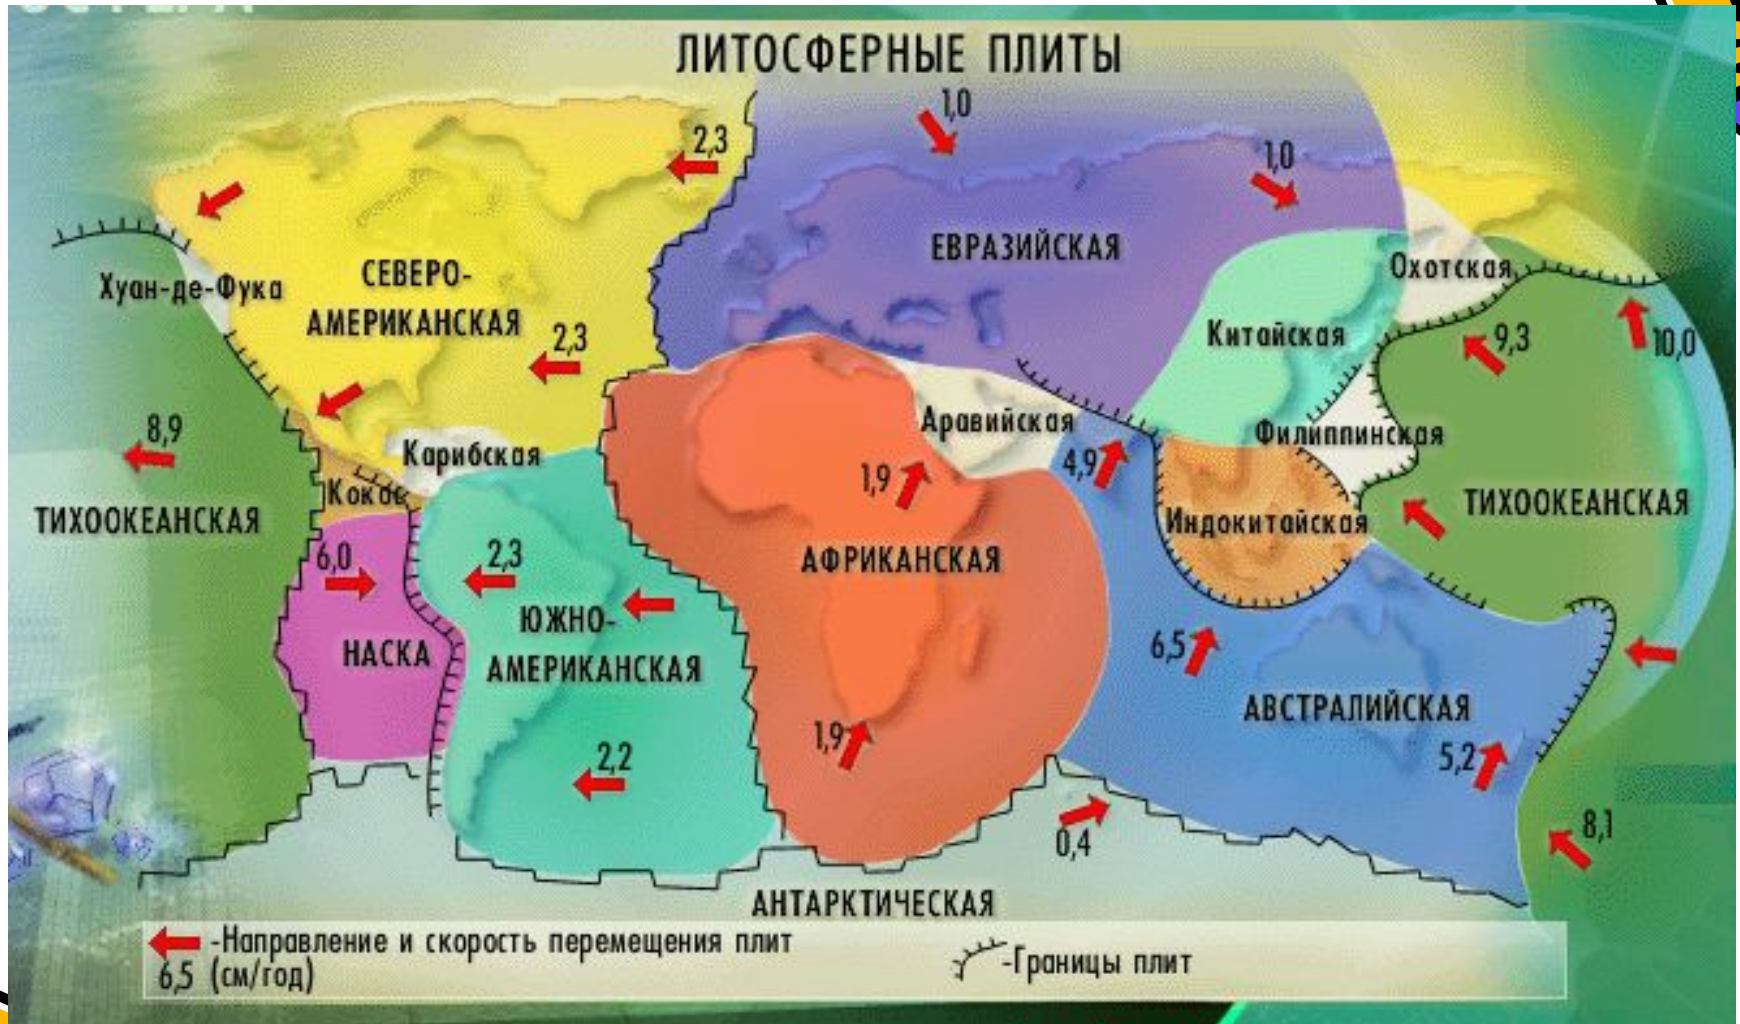 ЛИТОСФЕРНЫЕ ПЛИТЫ
1,0
2,3
1,0
ЕВРАЗИЙСКАЯ
Охотская
Хуан-де-Фука
СЕВЕРО-
АМЕРИКАНСКАЯ
2,3
Китайская
9,3
10,0
Аравийская
Филиппинская
8,9
Карибская
4,9
1,9
Кокос
ТИХООКЕАНСКАЯ
ТИХООКЕАНСКАЯ
Индокитайская
6,0
2,3
АФРИКАНСКАЯ
ЮЖНО-
АМЕРИКАНСКАЯ
НАСКА
6,5
АВСТРАЛИЙСКАЯ
1,9
2,2
5,2
0,4
8,1
АНТАРКТИЧЕСКАЯ
-Направление и скорость перемещения плит
6,5 (см/год)
-Границы плит